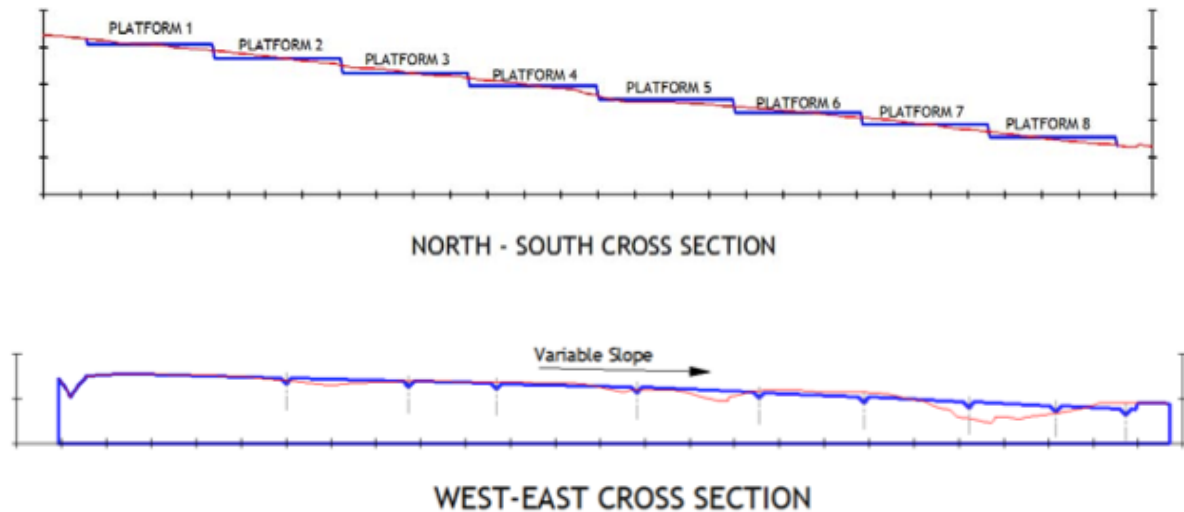 PLATFORM 1
PLATFORM 2
PLATFORM 3
PLATFORM 4
PLATFORM 5
PLATFORM 6
PLATFORM 7
PLATFORM 8
NORTH - SOUTH CROSS SECTION
Variable Slope
WEST-EAST CROSS SECTION